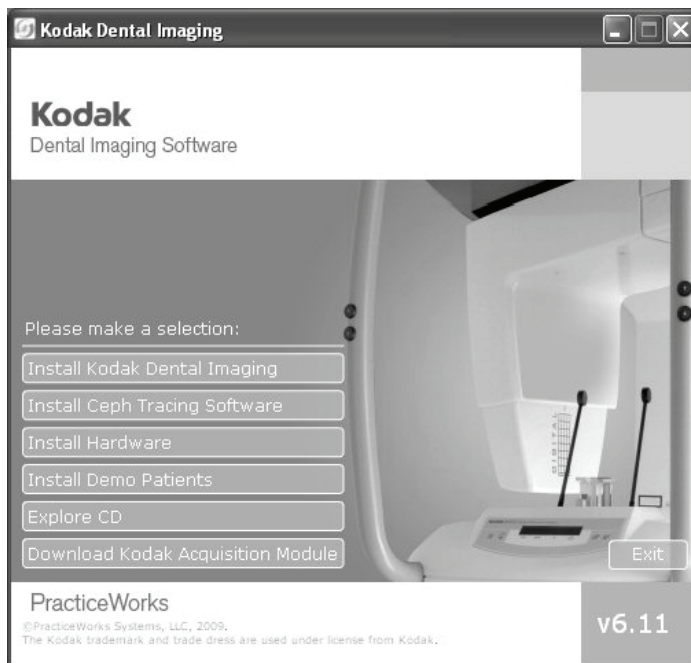 Kodak Dental Imaging
Kodak
Dental Imaging Software
Please make a selection:
Install Kodak Dental Imaging
Install Ceph Tracing Software
Install Hardware
Install Demo Patients
Explore CD
Download Kodak Acquisition Module
DIGITAL
Exit
PracticeWorks
©PracticeWorks Systems, LLC, 2009.
The Kodak trademark and trade dress are used under license from Kodak.
v6.11